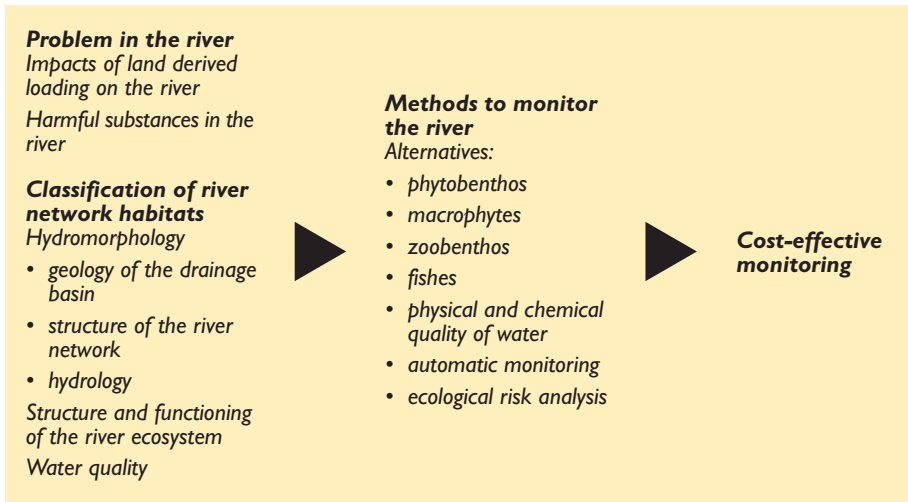 Problem in the river
Impacts of land derived
loading on the river
Harmful substances in the
river
Classification of river
network habitats
Hydromorphology
• geology of the drainage
basin
• structure of the river
network
• hydrology
Structure and functioning
of the river ecosystem
Water quality
Methods to monitor
the river
Alternatives:
• phytobenthos
• macrophytes
• zoobenthos
• fishes
• physical and chemical
quality of water
• automatic monitoring
• ecological risk analysis
Cost-effective
monitoring